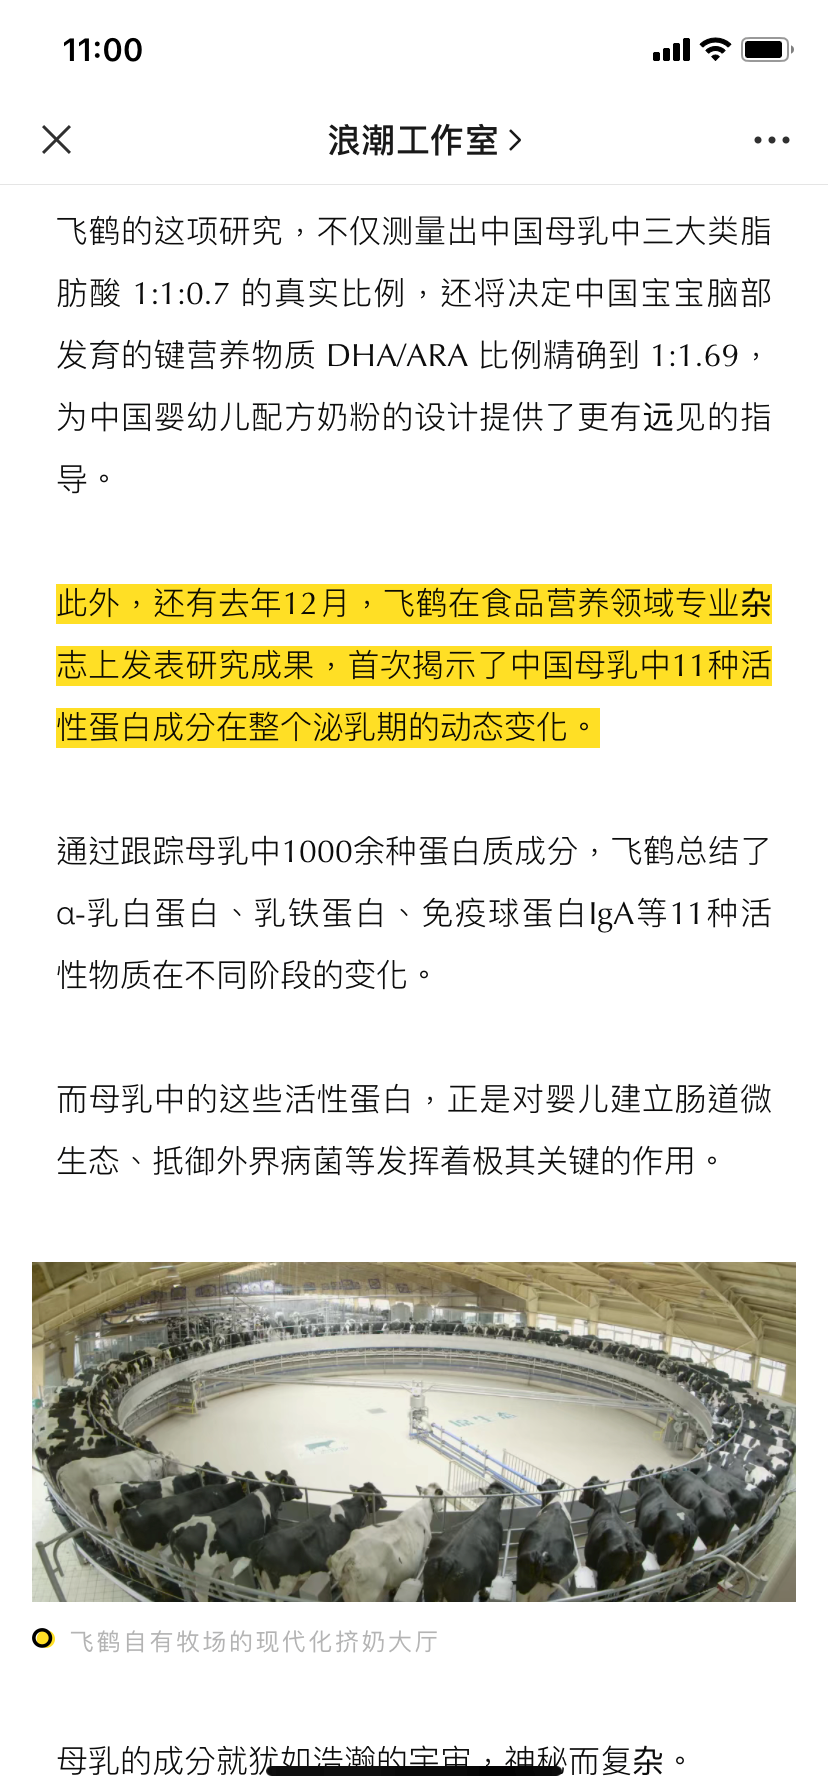 11:00
浪潮工作室
飞鹤的这项研究，不仅测量出中国母乳中三大类脂
肪酸 1:1:0.7 的真实比例，还将决定中国宝宝脑部
发育的键营养物质 DHA/ARA 比例精确到 1:1.69，
为中国婴幼儿配方奶粉的设计提供了更有远见的指
导。
此外，还有去年12月，飞鹤在食品营养领域专业杂
志上发表研究成果，首次揭示了中国母乳中11种活
性蛋白成分在整个泌乳期的动态变化。
通过跟踪母乳中1000余种蛋白质成分，飞鹤总结了
α-乳白蛋白、乳铁蛋白、免疫球蛋白IgA等11种活
性物质在不同阶段的变化。
而母乳中的这些活性蛋白，正是对婴儿建立肠道微
生态、抵御外界病菌等发挥着极其关键的作用。
飞鹤自有牧场的现代化挤奶大厅
母乳的成分就犹如浩瀚的宇宙，神秘而复杂。